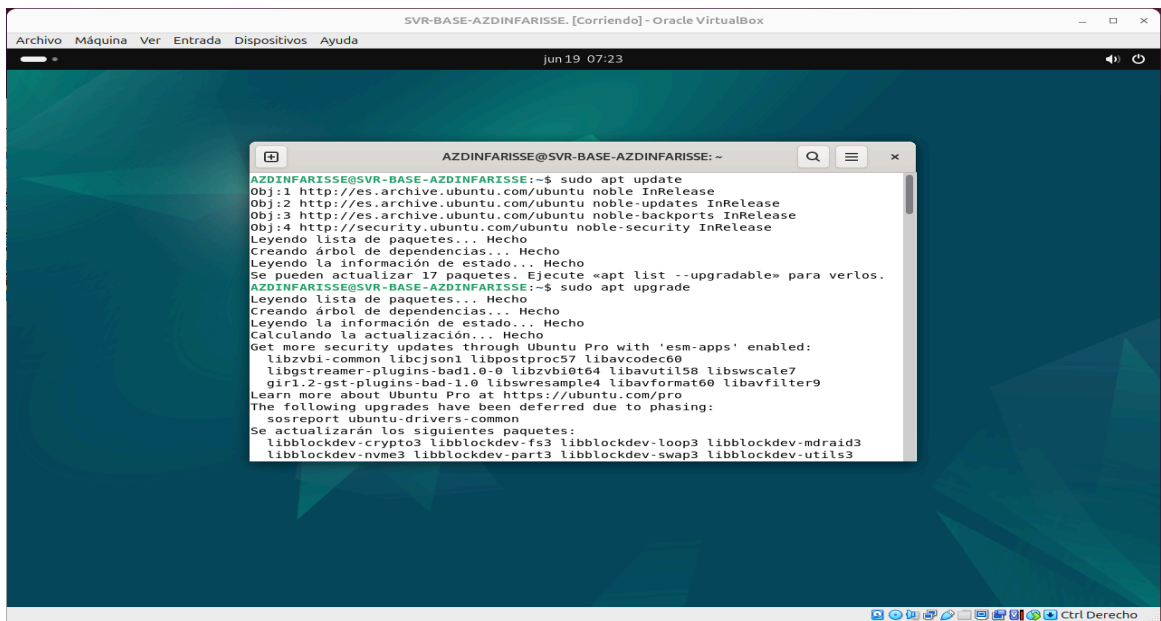 SVR-BASE-AZDINFARISSE. [Corriendo] - Oracle VirtualBox
Archivo Máquina Ver Entrada Dispositivos Ayuda
jun 19 07:23
AZDINFARISSE@SVR-BASE-AZDINFARISSE: ~
AZDINFARISSE@SVR-BASE-AZDINFARISSE:~$ sudo apt update
Obj:1 http://es.archive.ubuntu.com/ubuntu noble InRelease
Obj:2 http://es.archive.ubuntu.com/ubuntu noble-updates InRelease
Obj:3 http://es.archive.ubuntu.com/ubuntu noble-backports InRelease
Obj:4 http://security.ubuntu.com/ubuntu noble-security InRelease
Leyendo lista de paquetes... Hecho
Creando árbol de dependencias... Hecho
Leyendo la información de estado... Hecho
Se pueden actualizar 17 paquetes. Ejecute «apt list --upgradable» para verlos.
AZDINFARISSE@SVR-BASE-AZDINFARISSE:~$ sudo apt upgrade
Leyendo lista de paquetes... Hecho
Creando árbol de dependencias... Hecho
Leyendo la información de estado... Hecho
Calculando la actualización... Hecho
Get more security updates through Ubuntu Pro with 'esm-apps' enabled:
libzvbi-common libcjson1 libpostproc57 libavcodec60
libgstreamer-plugins-bad1.0-0 libzvbi0t64 libavutil58 libswscale7
gir1.2-gst-plugins-bad-1.0 libswresample4 libavformat60 libavfilter9
Learn more about Ubuntu Pro at https://ubuntu.com/pro
The following upgrades have been deferred due to phasing:
sosreport ubuntu-drivers-common
Se actualizarán los siguientes paquetes:
libblockdev-crypto3 libblockdev-fs3 libblockdev-loop3 libblockdev-mdraid3
libblockdev-nvme3 libblockdev-part3 libblockdev-swap3 libblockdev-utils3
Ctrl Derecho